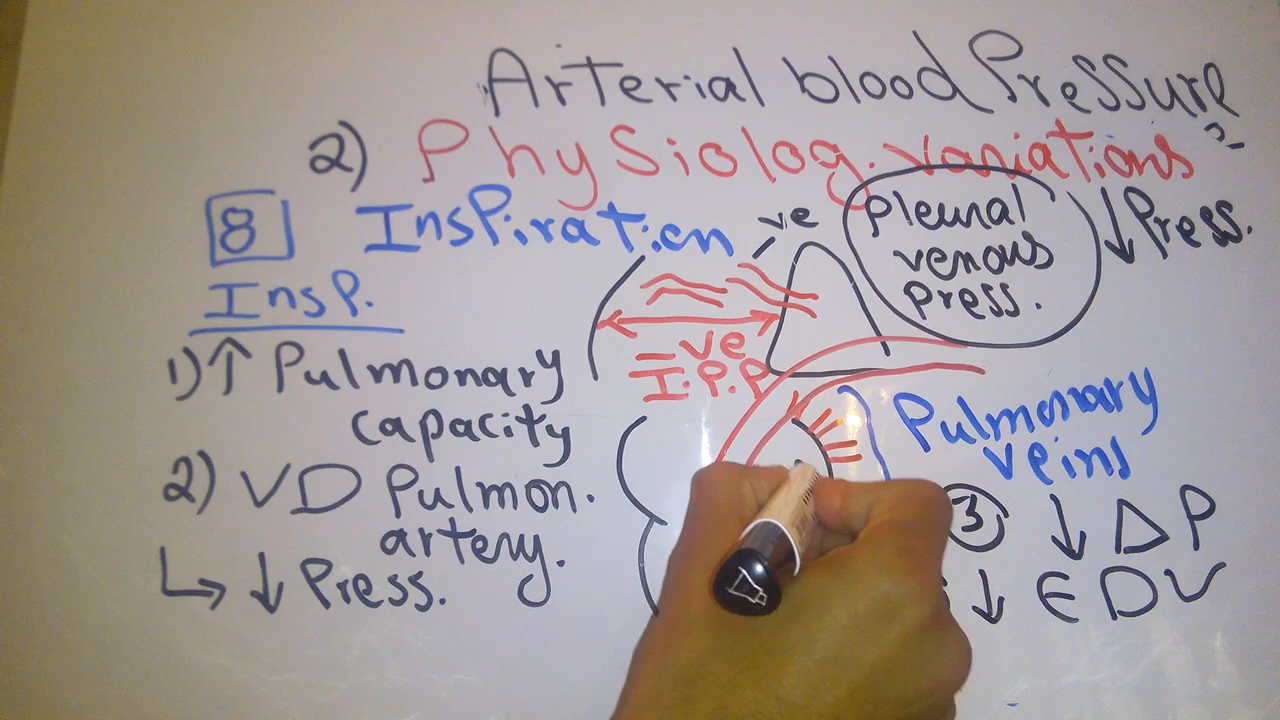 Arterial blood Pressure
2) Physiolog. variations 2
8 Inspiration
-ve
Pleural
venous
Press.
↓ Press.
Insp.
-ve
I.P.P
1) ↑ Pulmonary
capacity
2) VD Pulmon.
artery.
↳ ↓ Press.
Pulmonary
veins
3 ↓ ΔP
↓ EDV